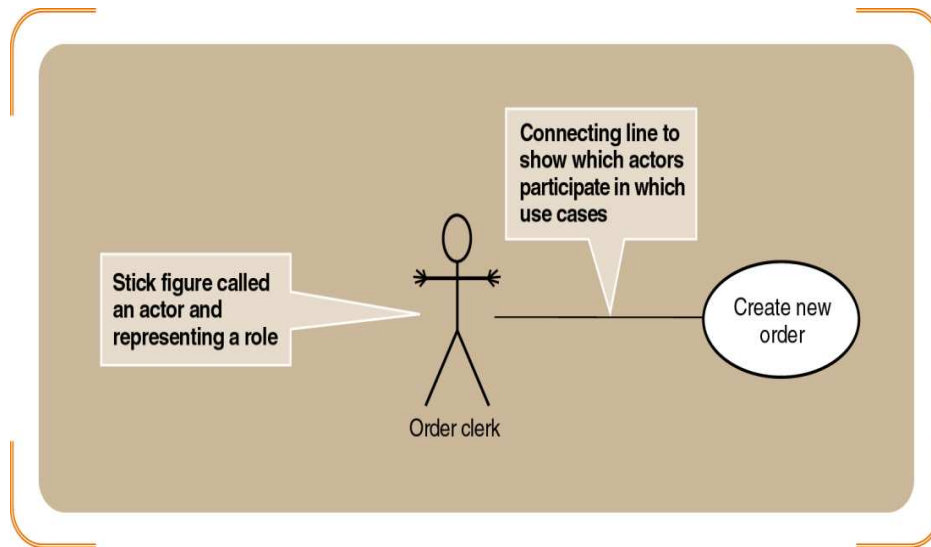 Connecting line to
show which actors
participate in which
use cases
Stick figure called
an actor and
representing a role
Create new
order
Order clerk